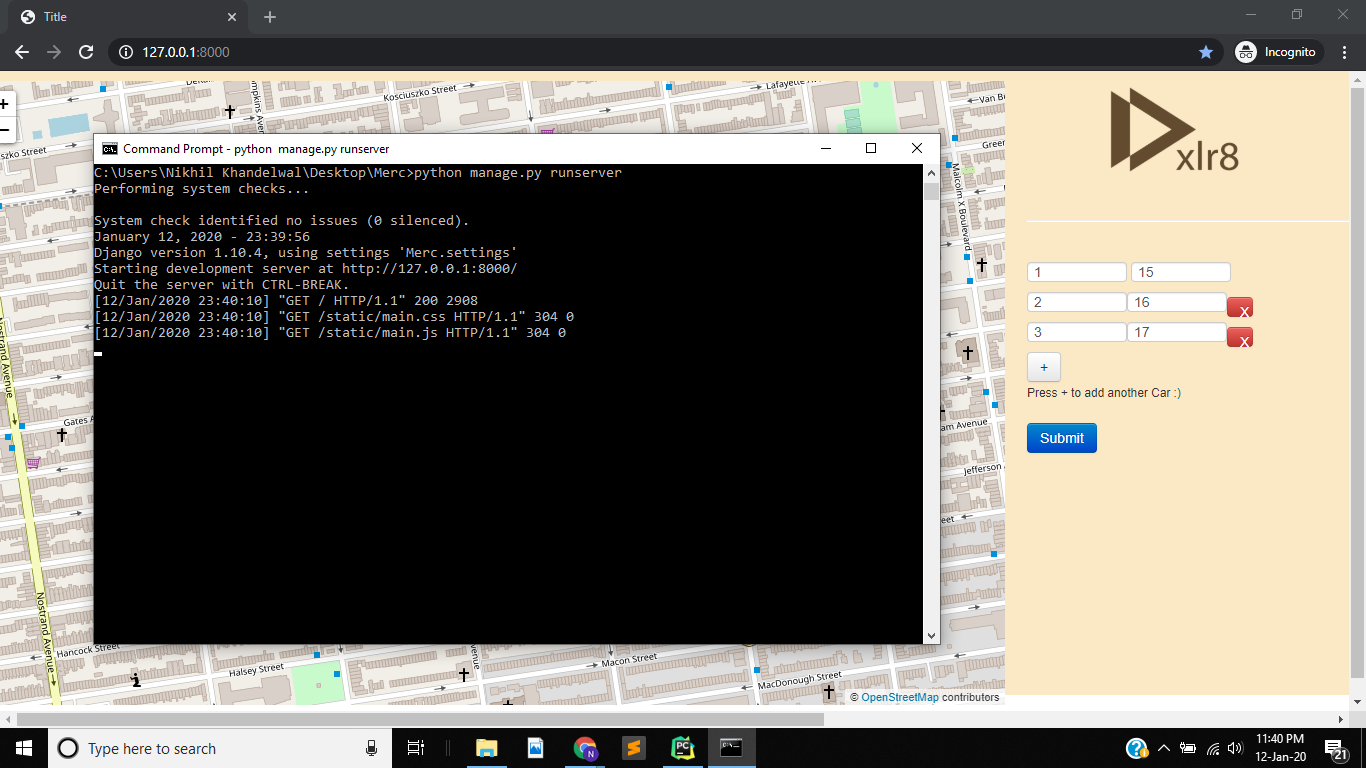 Title
127.0.0.1:8000
Incognito
Kosciuszko Street
Lafayette A
Van B
+
−
szko Street
Green
Malcolm X Boulevard
xlr8
Command Prompt - python  manage.py runserver
C:\Users\Nikhil Khandelwal\Desktop\Merc>python manage.py runserver
Performing system checks...
System check identified no issues (0 silenced).
January 12, 2020 - 23:39:56
Django version 1.10.4, using settings 'Merc.settings'
Starting development server at http://127.0.0.1:8000/
Quit the server with CTRL-BREAK.
[12/Jan/2020 23:40:10] "GET / HTTP/1.1" 200 2908
[12/Jan/2020 23:40:10] "GET /static/main.css HTTP/1.1" 304 0
[12/Jan/2020 23:40:10] "GET /static/main.js HTTP/1.1" 304 0
1 15
2 16 X
3 17 X
+
Press + to add another Car :)
Submit
Gates A
am Avenue
Jefferson A
reet
Nostrand Avenue
Hancock Street
Halsey Street
Macon Street
MacDonough Street
© OpenStreetMap contributors
Type here to search
11:40 PM
12-Jan-20
21